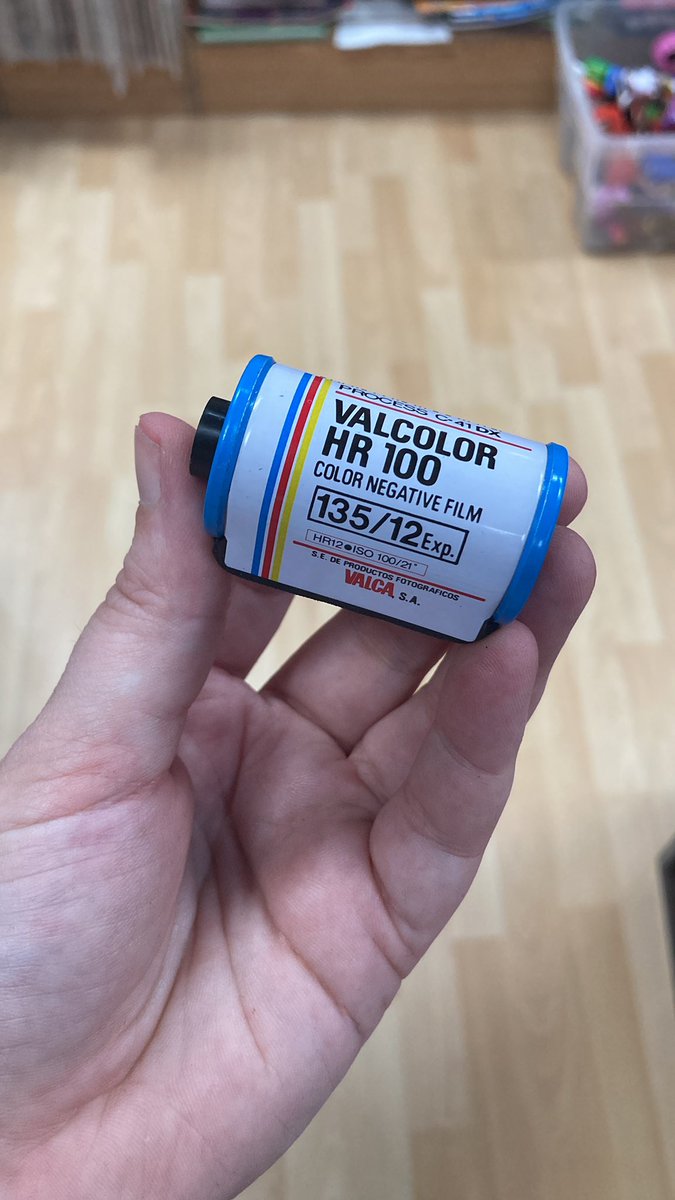 PROCESS C-41 DX
VALCOLOR
HR 100
COLOR NEGATIVE FILM
135/12 Exp.
HR12●ISO 100/21°
S.E. DE PRODUCTOS FOTOGRAFICOS
VALCA, S.A.